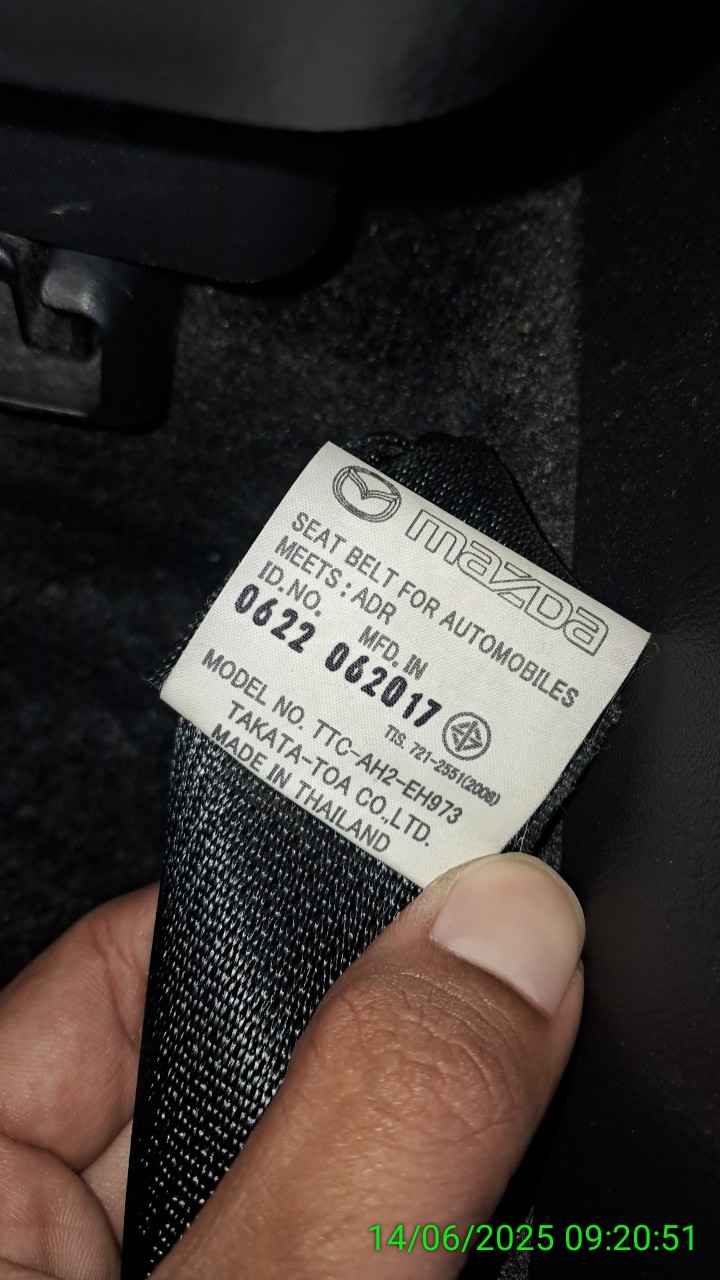 mazda
SEAT BELT FOR AUTOMOBILES
MEETS : ADR
ID.NO. MFD. IN
0622 062017
TIS. 721-2551(2008)
MODEL NO. TTC-AH2-EH973
TAKATA-TOA CO.,LTD.
MADE IN THAILAND
14/06/2025 09:20:51